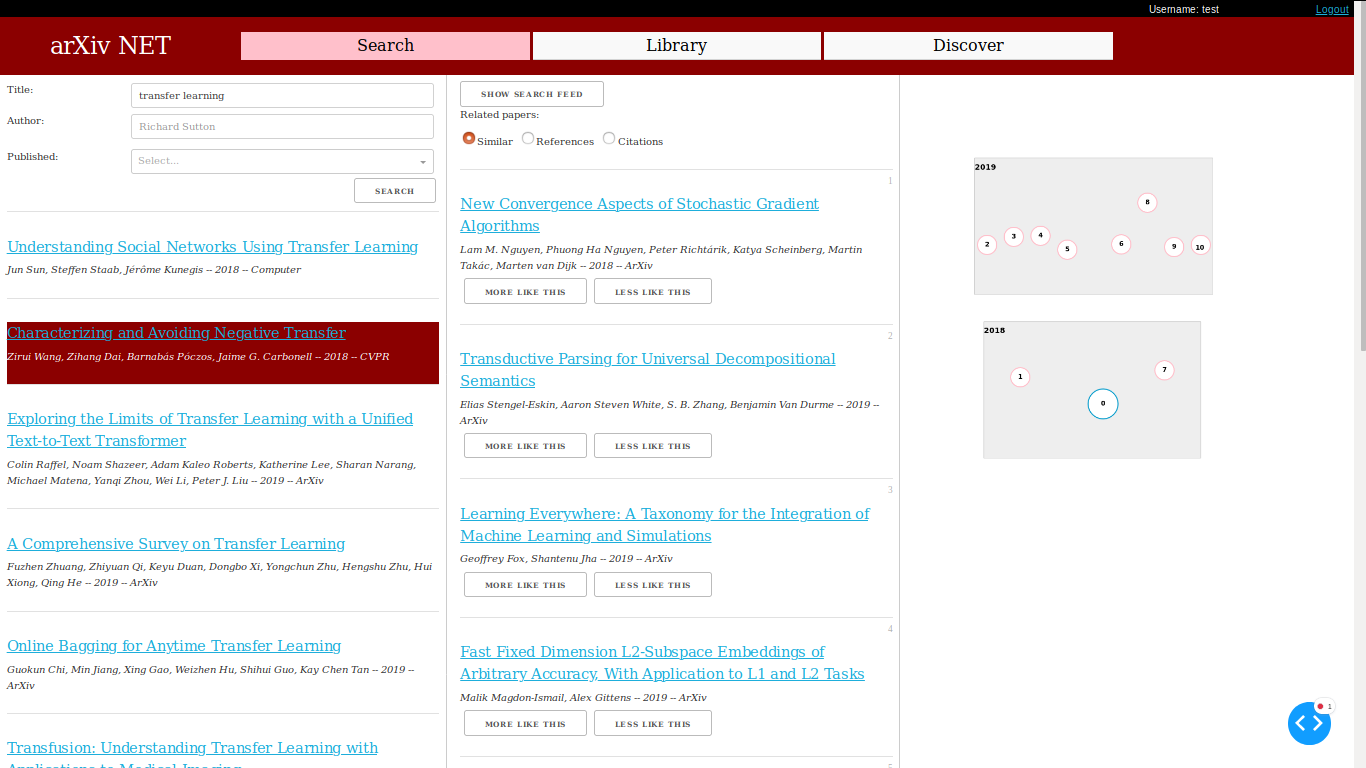 Username: test
Logout
arXiv NET
Search
Library
Discover
Title:
transfer learning
Author:
Richard Sutton
Published:
Select...
SEARCH
Understanding Social Networks Using Transfer Learning
Jun Sun, Steffen Staab, Jérôme Kunegis -- 2018 -- Computer
Characterizing and Avoiding Negative Transfer
Zirui Wang, Zihang Dai, Barnabás Póczos, Jaime G. Carbonell -- 2018 -- CVPR
Exploring the Limits of Transfer Learning with a Unified
Text-to-Text Transformer
Colin Raffel, Noam Shazeer, Adam Kaleo Roberts, Katherine Lee, Sharan Narang,
Michael Matena, Yanqi Zhou, Wei Li, Peter J. Liu -- 2019 -- ArXiv
A Comprehensive Survey on Transfer Learning
Fuzhen Zhuang, Zhiyuan Qi, Keyu Duan, Dongbo Xi, Yongchun Zhu, Hengshu Zhu, Hui
Xiong, Qing He -- 2019 -- ArXiv
Online Bagging for Anytime Transfer Learning
Guokun Chi, Min Jiang, Xing Gao, Weizhen Hu, Shihui Guo, Kay Chen Tan -- 2019 --
ArXiv
Transfusion: Understanding Transfer Learning with
Applications to Medical Imaging
SHOW SEARCH FEED
Related papers:
Similar
References
Citations
1
New Convergence Aspects of Stochastic Gradient
Algorithms
Lam M. Nguyen, Phuong Ha Nguyen, Peter Richtárik, Katya Scheinberg, Martin
Takác, Marten van Dijk -- 2018 -- ArXiv
MORE LIKE THIS
LESS LIKE THIS
2
Transductive Parsing for Universal Decompositional
Semantics
Elias Stengel-Eskin, Aaron Steven White, S. B. Zhang, Benjamin Van Durme -- 2019 --
ArXiv
MORE LIKE THIS
LESS LIKE THIS
3
Learning Everywhere: A Taxonomy for the Integration of
Machine Learning and Simulations
Geoffrey Fox, Shantenu Jha -- 2019 -- ArXiv
MORE LIKE THIS
LESS LIKE THIS
4
Fast Fixed Dimension L2-Subspace Embeddings of
Arbitrary Accuracy, With Application to L1 and L2 Tasks
Malik Magdon-Ismail, Alex Gittens -- 2019 -- ArXiv
MORE LIKE THIS
LESS LIKE THIS
5
2019
8
2
3
4
5
6
9
10
2018
1
7
0
1